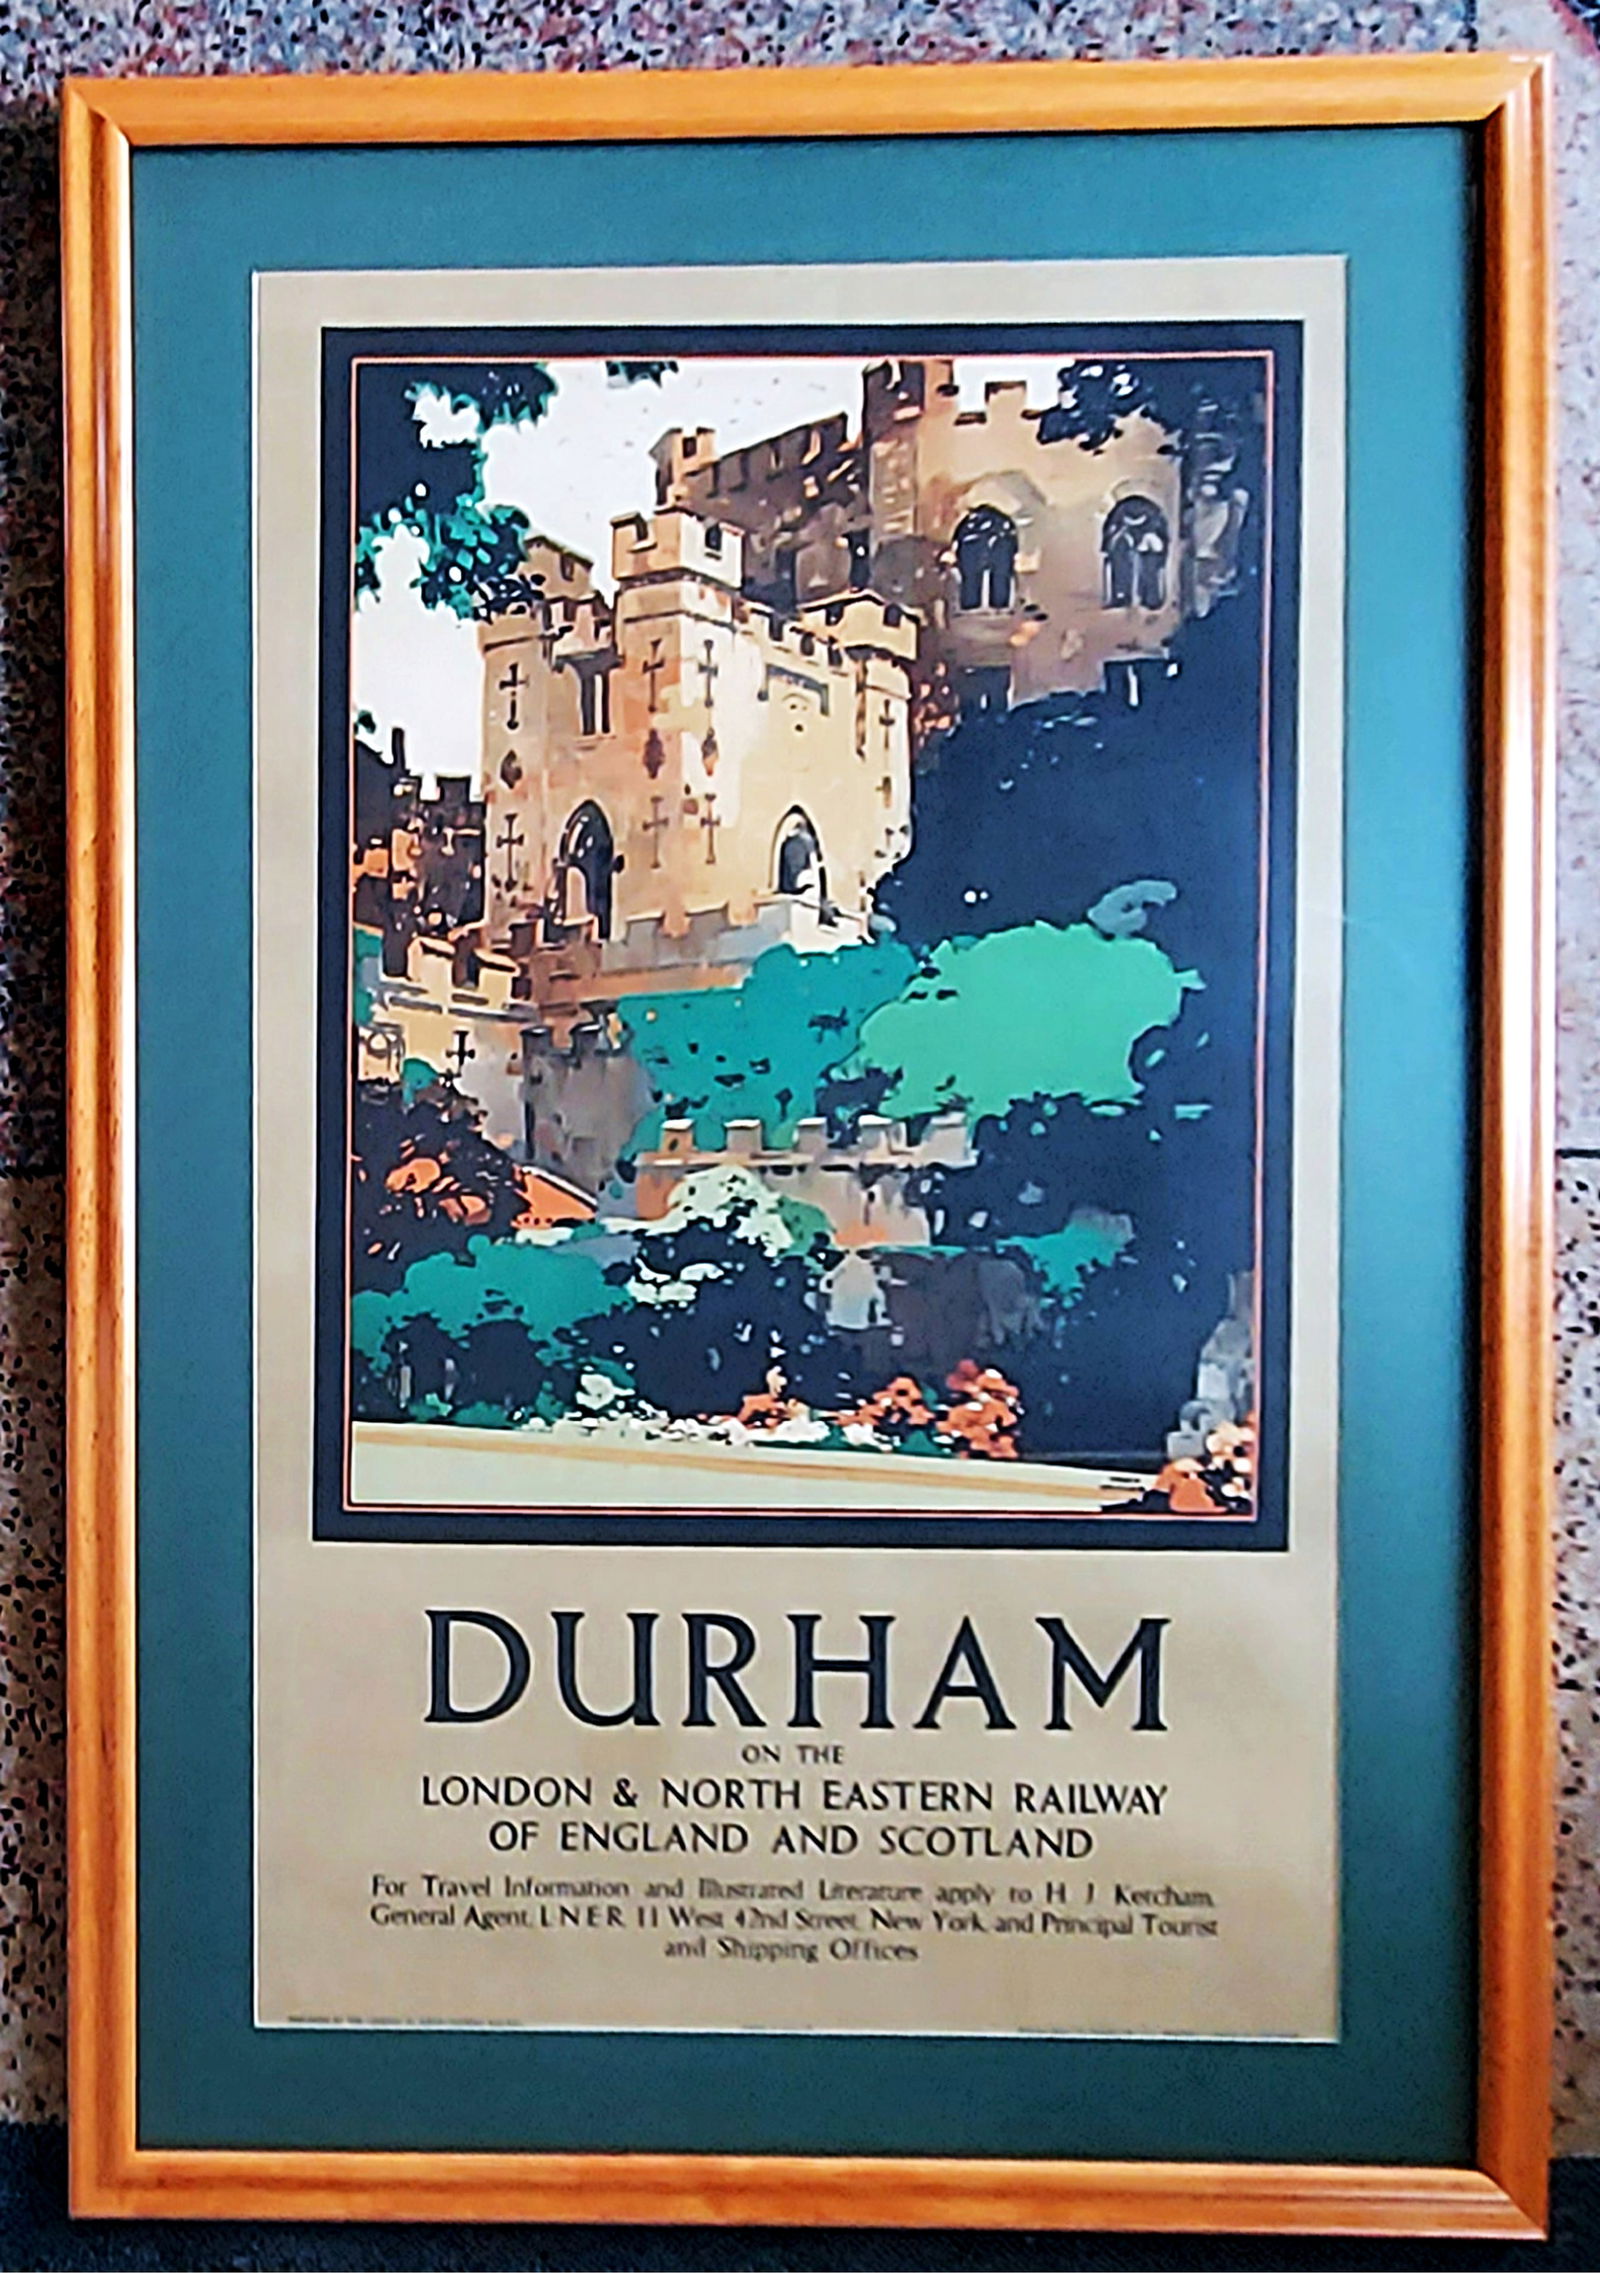 DURHAM
ON THE
LONDON & NORTH EASTERN RAILWAY
OF ENGLAND AND SCOTLAND
For Travel Information and Illustrated Literature apply to H J Ketcham
General Agent, L N E R 11 West 42nd Street, New York, and Principal Tourist
and Shipping Offices